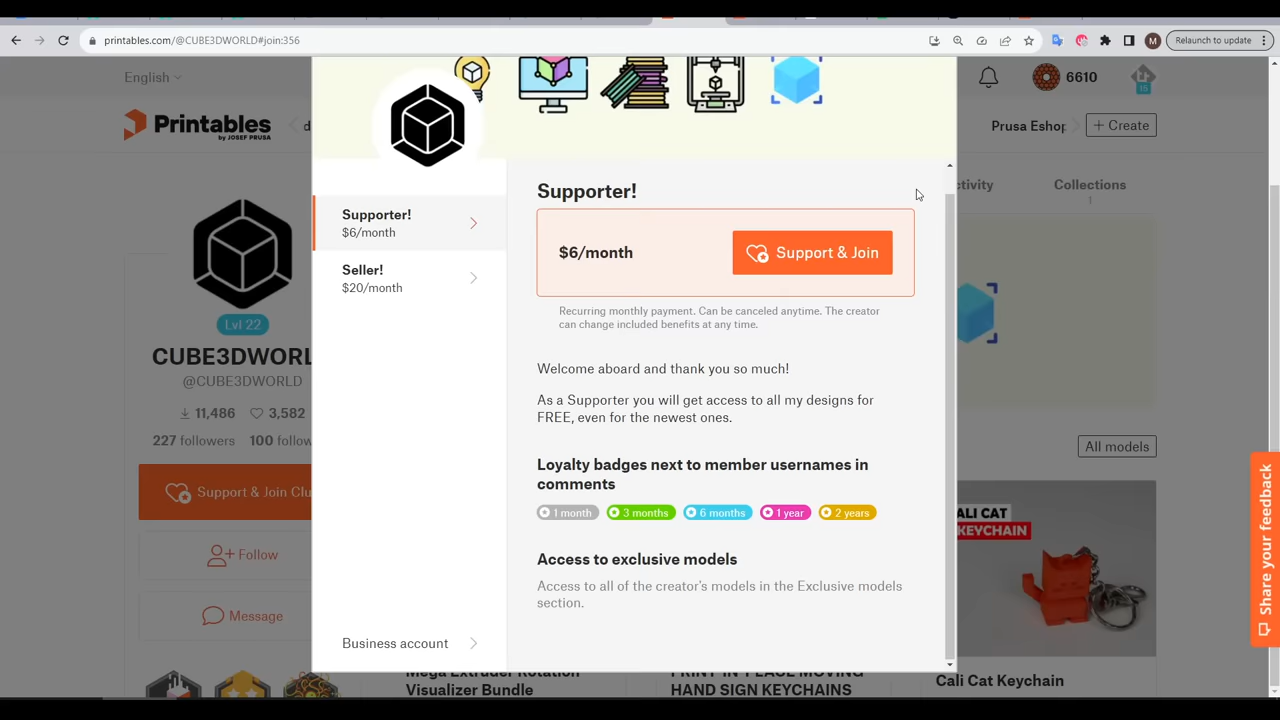 printables.com/@CUBE3DWORLD#join:356
M
Relaunch to update
English
6610
15
Printables
by JOSEF PRUSA
d
Prusa Eshop
+ Create
Supporter!
$6/month
Seller!
$20/month
Business account
Supporter!
$6/month
Support & Join
Recurring monthly payment. Can be canceled anytime. The creator
can change included benefits at any time.
Welcome aboard and thank you so much!
As a Supporter you will get access to all my designs for
FREE, even for the newest ones.
Loyalty badges next to member usernames in
comments
1 month
3 months
6 months
1 year
2 years
Access to exclusive models
Access to all of the creator's models in the Exclusive models
section.
Lvl 22
CUBE3DWORL
@CUBE3DWORLD
11,486
3,582
227 followers
100 follow
Support & Join Clu
Follow
Message
ctivity
Collections
1
All models
ALI CAT
KEYCHAIN
Mega Extruder Rotation
Visualizer Bundle
PRINT IN PLACE MOVING
HAND SIGN KEYCHAINS
Cali Cat Keychain
Share your feedback